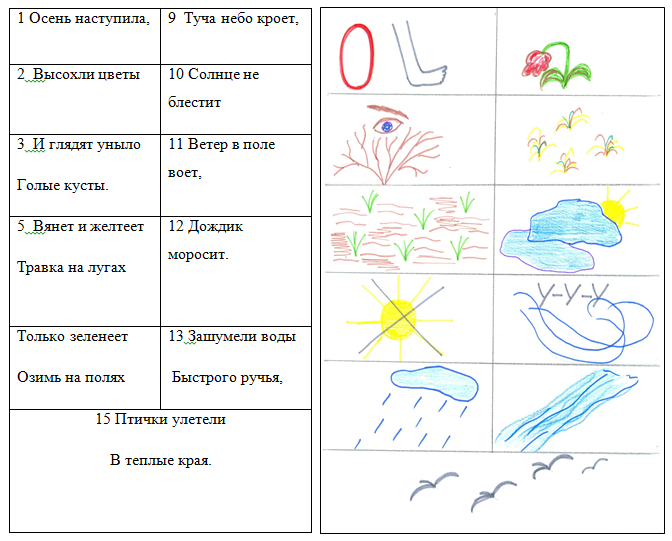 1 Осень наступила,
9 Туча небо кроет,
2 Высохли цветы
10 Солнце не
блестит
3 И глядят уныло
Голые кусты.
11 Ветер в поле
воет,
5 Вянет и желтеет
Травка на лугах
12 Дождик
моросит.
Только зеленеет
Озимь на полях
13 Зашумели воды
Быстрого ручья,
15 Птички улетели
В теплые края.
О
У-У-У